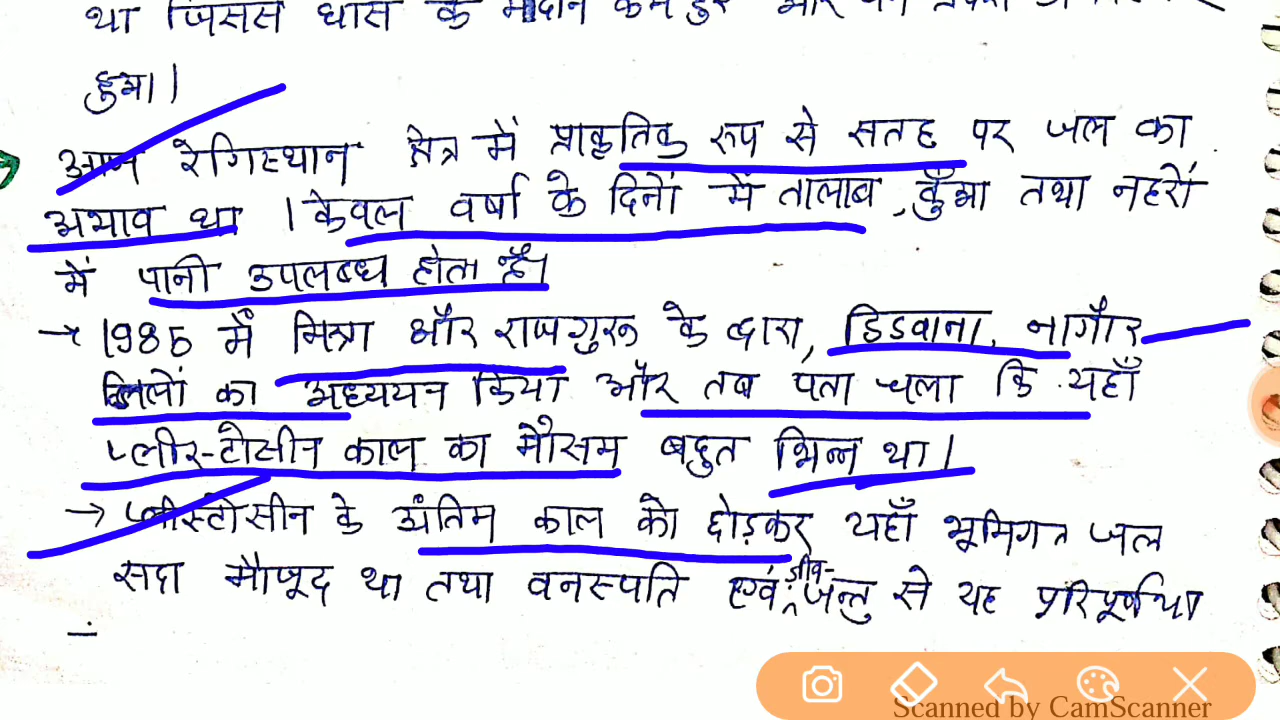 था जिससे घास के मैदान कम हुए और
हुआ।
आज रेगिस्थान क्षेत्र में प्राकृतिक रूप से सतह पर जल का
अभाव था । केवल वर्षा के दिनों में तालाब, कुँआ तथा नहरों
में पानी उपलब्ध होता है।
→ 1985 में मिश्रा और राजगुरू के द्वारा, डिडवाना, नागौर
जिलों का अध्ययन किया और तब पता चला कि यहाँ
प्लीस्टोसीन काल का मौसम बहुत भिन्न था।
→ प्लीस्टोसीन के अंतिम काल को छोड़कर यहाँ भूमिगत जल
सदा मौजूद था तथा वनस्पति एवं जीव-जन्तु से यह परिपूर्ण था
Scanned by CamScanner